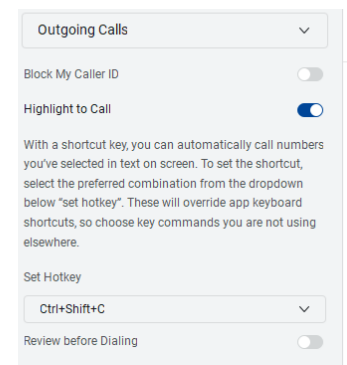 Outgoing Calls
Block My Caller ID
Highlight to Call
With a shortcut key, you can automatically call numbers
you've selected in text on screen. To set the shortcut,
select the preferred combination from the dropdown
below “set hotkey”. These will override app keyboard
shortcuts, so choose key commands you are not using
elsewhere.
Set Hotkey
Ctrl+Shift+C
Review before Dialing